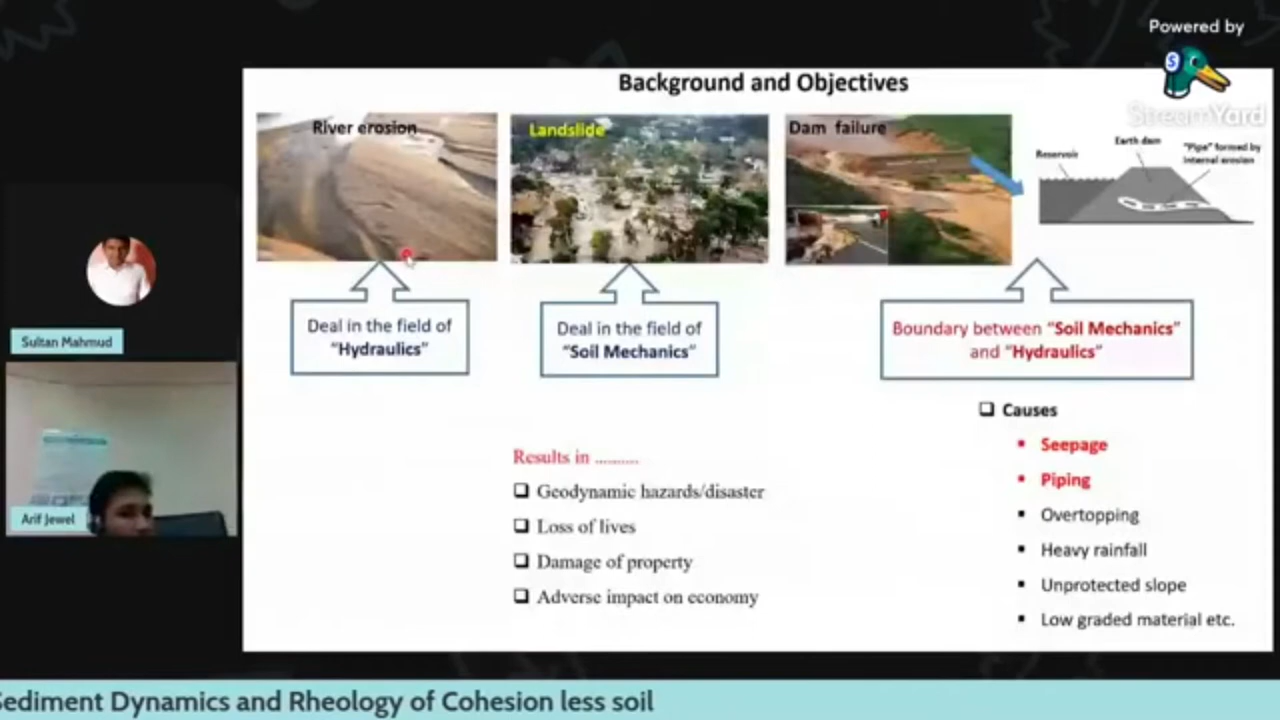 Powered by
StreamYard
Background and Objectives
River erosion
Landslide
Dam failure
Reservoir
Earth dam
"Pipe" formed by
internal erosion
Deal in the field of
"Hydraulics"
Deal in the field of
"Soil Mechanics"
Boundary between "Soil Mechanics"
and "Hydraulics"
Sultan Mahmud
Arif Jewel
Results in ..........
Geodynamic hazards/disaster
Loss of lives
Damage of property
Adverse impact on economy
Causes
Seepage
Piping
Overtopping
Heavy rainfall
Unprotected slope
Low graded material etc.
Sediment Dynamics and Rheology of Cohesion less soil